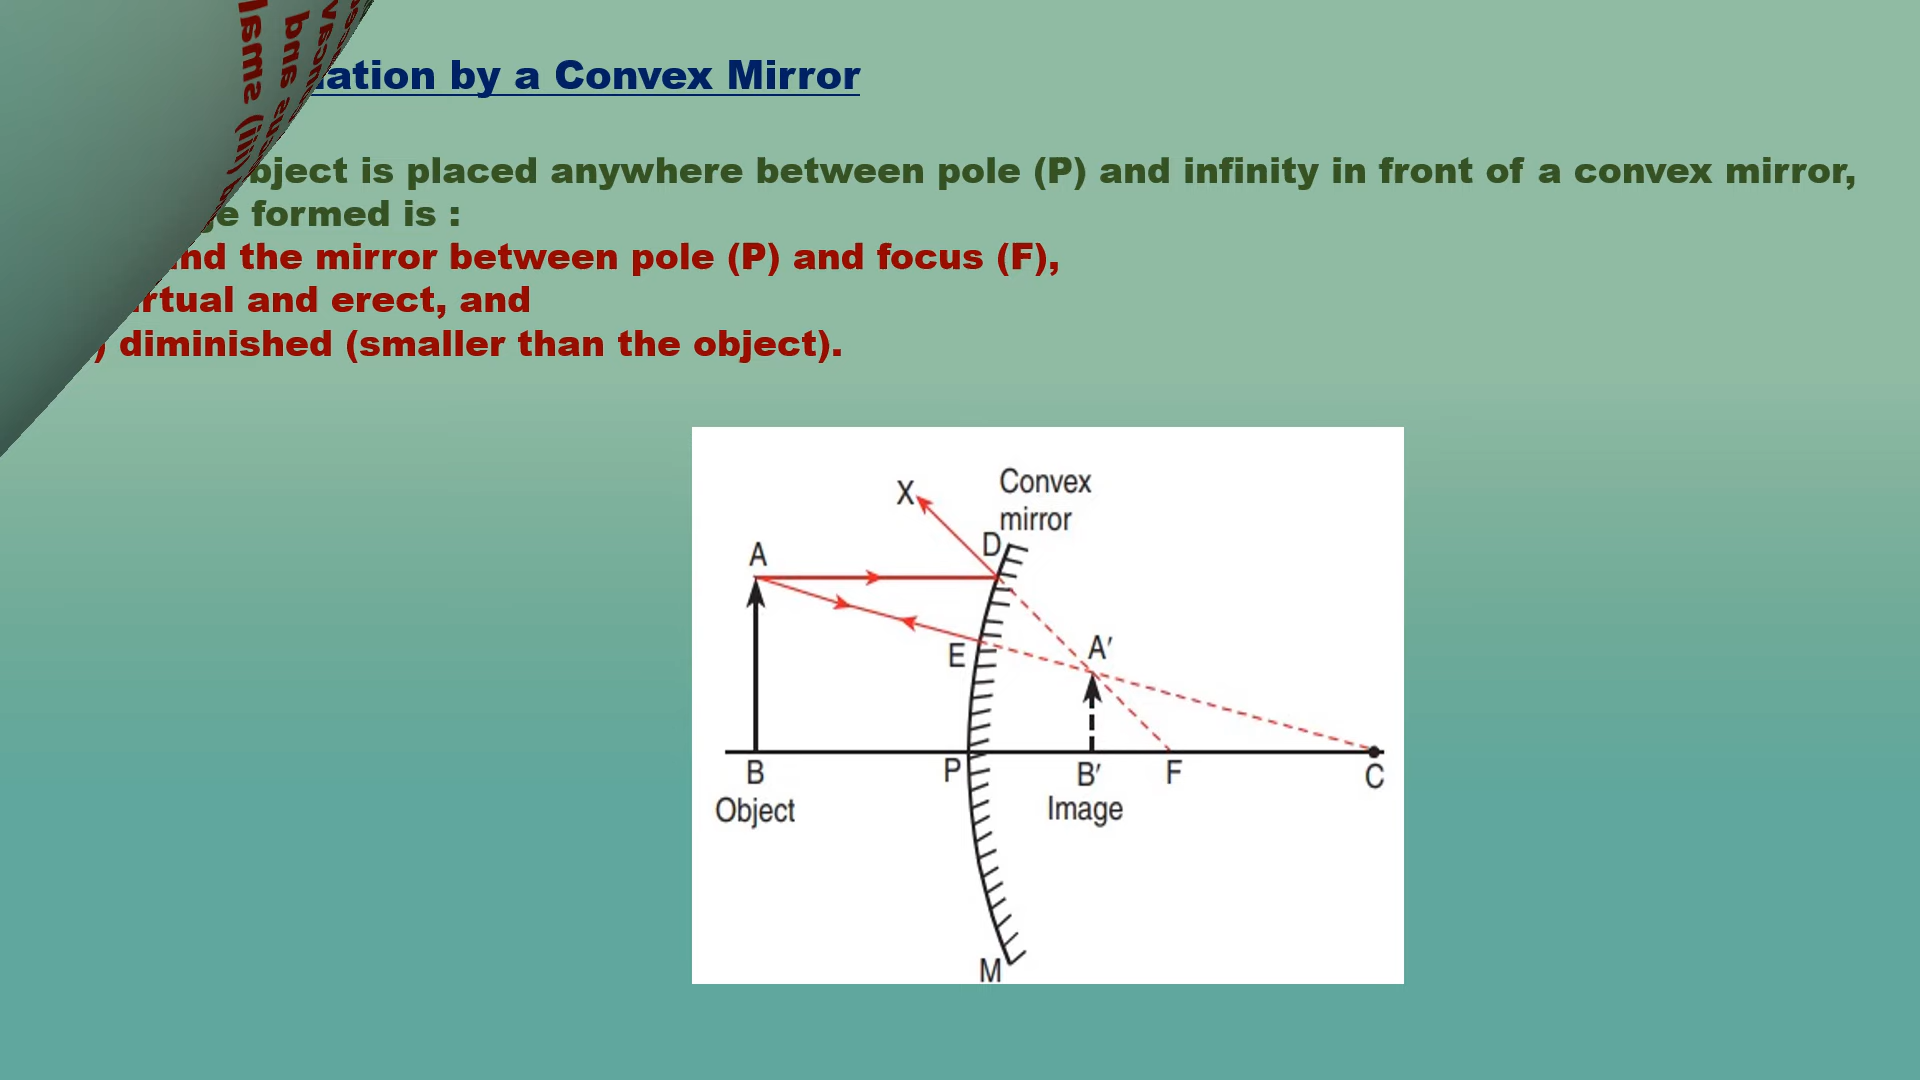 ation by a Convex Mirror
bject is placed anywhere between pole (P) and infinity in front of a convex mirror,
formed is :
the mirror between pole (P) and focus (F),
rtual and erect, and
) diminished (smaller than the object).
X
Convex
mirror
D
A
E
A′
B
P
B′
F
C
Object
Image
M